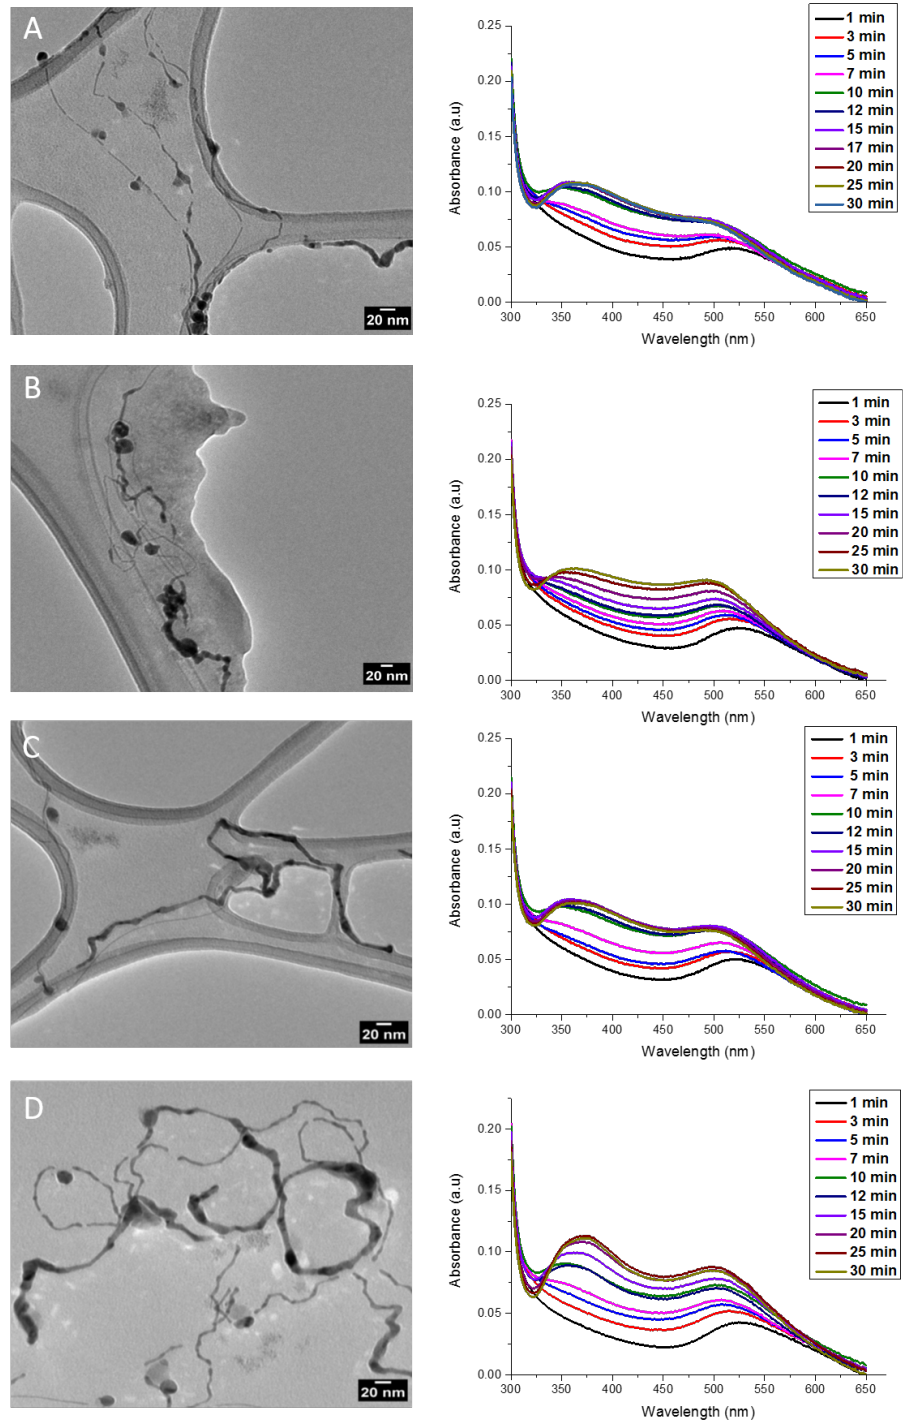 A
20 nm
0.25
0.20
0.15
0.10
0.05
0.00
Absorbance (a.u)
300 350 400 450 500 550 600 650
Wavelength (nm)
1 min
3 min
5 min
7 min
10 min
12 min
15 min
17 min
20 min
25 min
30 min
B
20 nm
0.25
0.20
0.15
0.10
0.05
0.00
Absorbance (a.u)
300 350 400 450 500 550 600 650
Wavelength (nm)
1 min
3 min
5 min
7 min
10 min
12 min
15 min
20 min
25 min
30 min
C
20 nm
0.25
0.20
0.15
0.10
0.05
0.00
Absorbance (a.u)
300 350 400 450 500 550 600 650
Wavelength (nm)
1 min
3 min
5 min
7 min
10 min
12 min
15 min
20 min
25 min
30 min
D
20 nm
0.20
0.15
0.10
0.05
0.00
Absorbance (a.u)
300 350 400 450 500 550 600 650
Wavelength (nm)
1 min
3 min
5 min
7 min
10 min
12 min
15 min
20 min
25 min
30 min